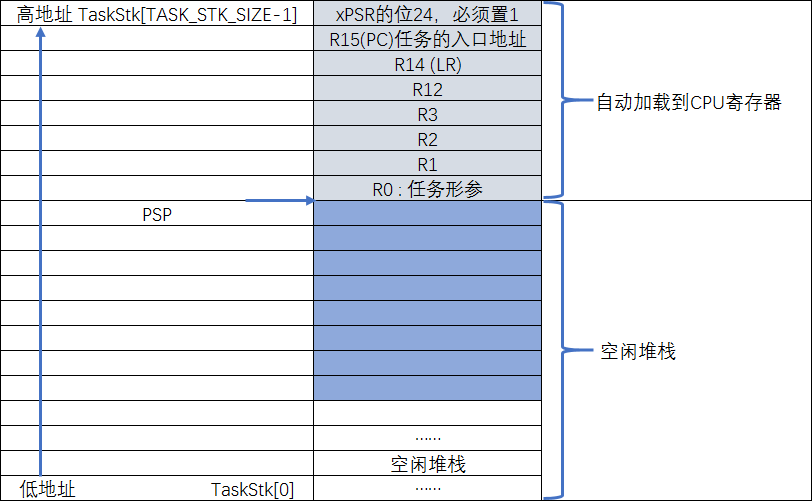 高地址 TaskStk[TASK_STK_SIZE-1]
xPSR的位24，必须置1
R15(PC)任务的入口地址
R14 (LR)
R12
R3
R2
R1
R0 : 任务形参
自动加载到CPU寄存器
PSP
空闲堆栈
……
空闲堆栈
低地址 TaskStk[0]
……